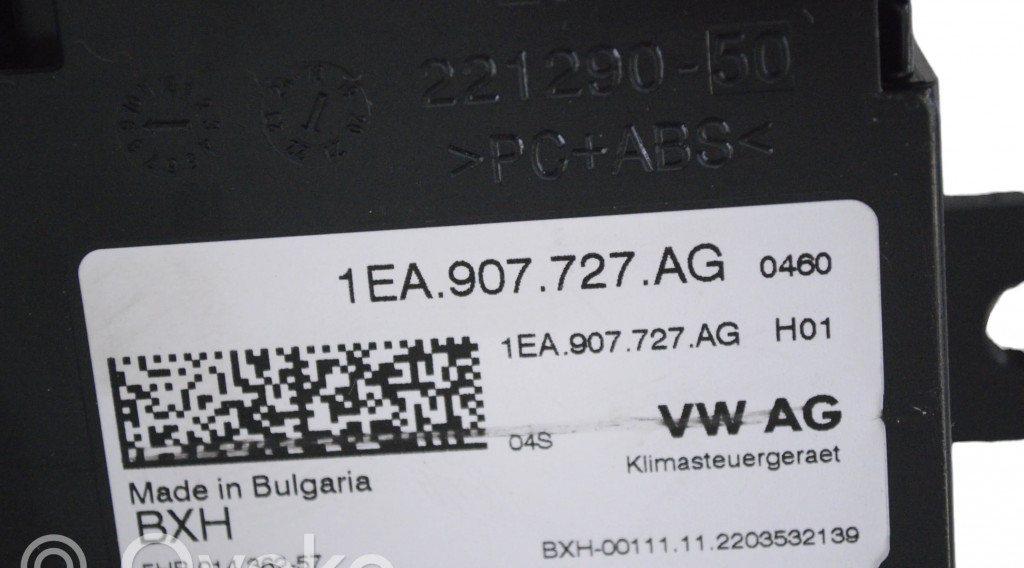 221290-50
>PC+ABS<
1EA.907.727.AG 0460
1EA.907.727.AG H01
04S VW AG
Klimasteuergeraet
Made in Bulgaria
BXH
BXH-00111.11.2203532139
Ovoko